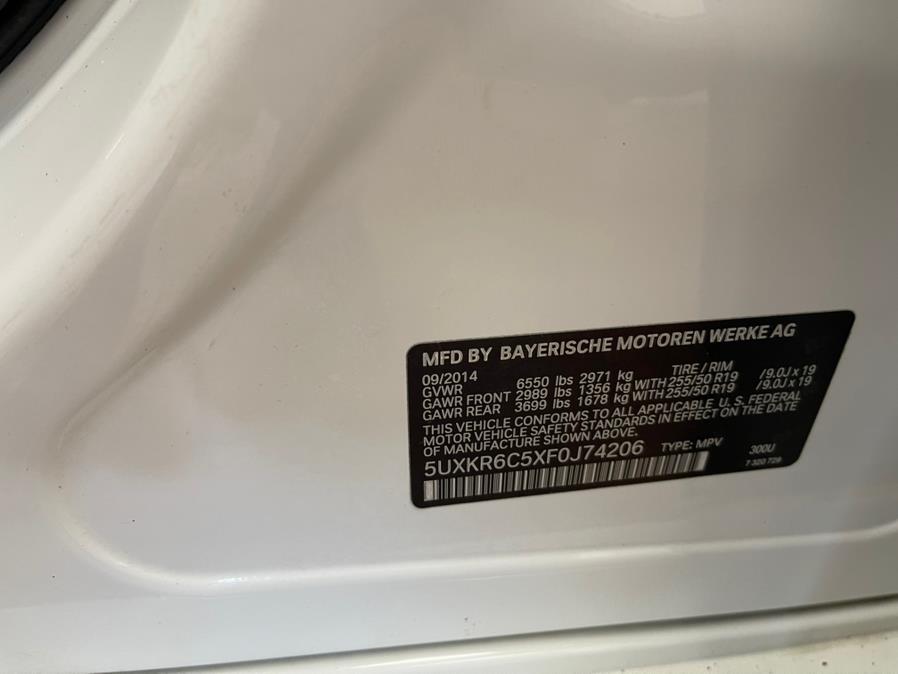 MFD BY BAYERISCHE MOTOREN WERKE AG
09/2014 TIRE / RIM
GVWR 6550 lbs 2971 kg
GAWR FRONT 2989 lbs 1356 kg WITH 255/50 R19 /9.0J x 19
GAWR REAR 3699 lbs 1678 kg WITH 255/50 R19 /9.0J x 19
THIS VEHICLE CONFORMS TO ALL APPLICABLE U. S. FEDERAL
MOTOR VEHICLE SAFETY STANDARDS IN EFFECT ON THE DATE
OF MANUFACTURE SHOWN ABOVE.
5UXKR6C5XF0J74206 TYPE: MPV 300U
7 320 729